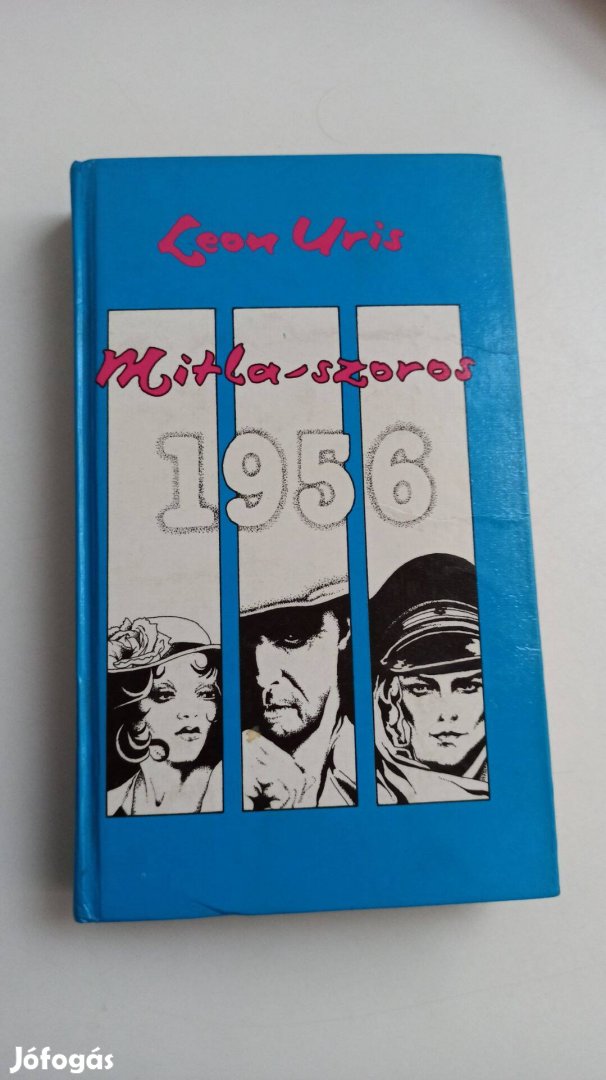 Leon Uris
Mitla-szoros
1956
Jófogás